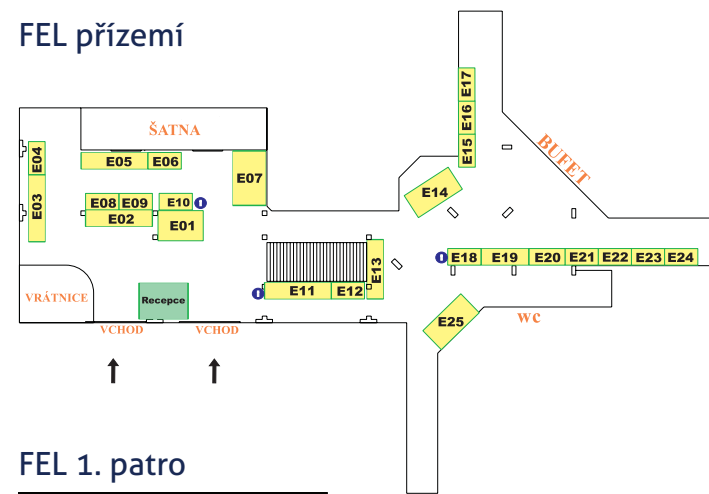 FEL přízemí
ŠATNA
E17
E16
E15
BUFET
E04
E05 E06
E07
E03
E14
E08 E09 E10
E02 E01
E18 E19 E20 E21 E22 E23 E24
E13
VRÁTNICE
Recepce
E11 E12
E25
wc
VCHOD VCHOD
FEL 1. patro